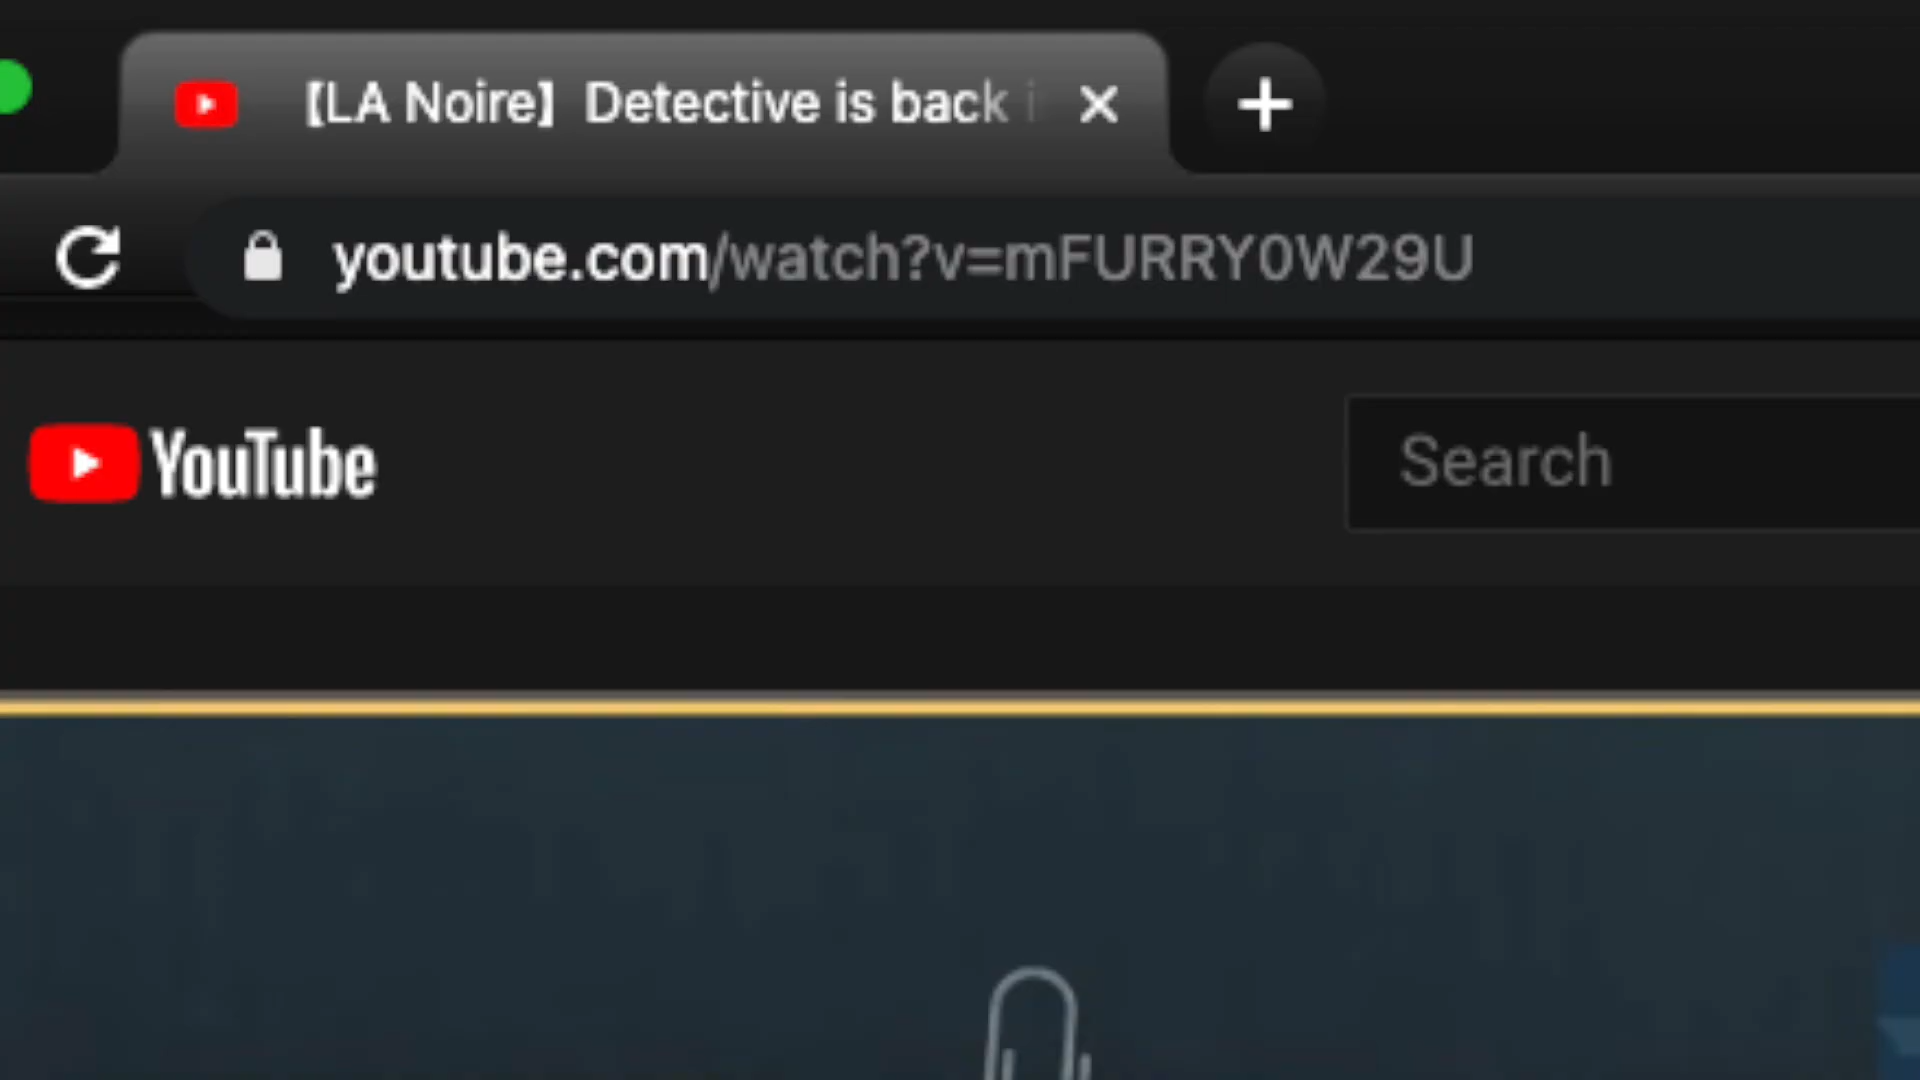 [LA Noire] Detective is back i
youtube.com/watch?v=mFURRY0W29U
YouTube
Search